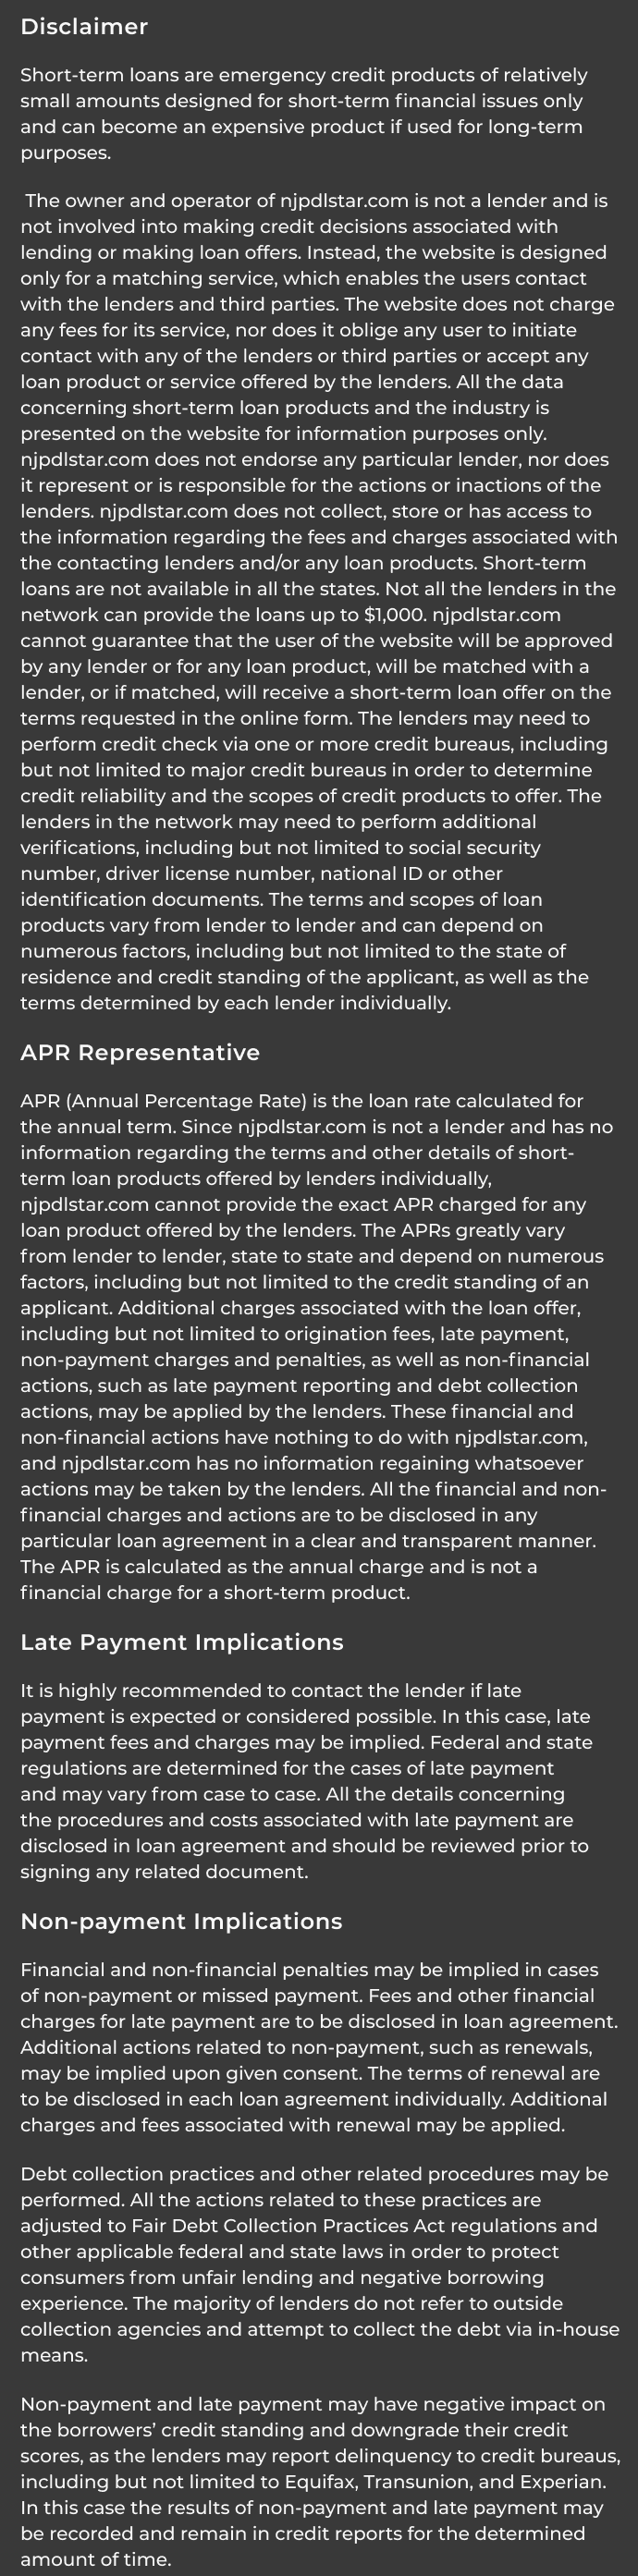 Disclaimer
Short-term loans are emergency credit products of relatively
small amounts designed for short-term financial issues only
and can become an expensive product if used for long-term
purposes.
The owner and operator of njpdlstar.com is not a lender and is
not involved into making credit decisions associated with
lending or making loan offers. Instead, the website is designed
only for a matching service, which enables the users contact
with the lenders and third parties. The website does not charge
any fees for its service, nor does it oblige any user to initiate
contact with any of the lenders or third parties or accept any
loan product or service offered by the lenders. All the data
concerning short-term loan products and the industry is
presented on the website for information purposes only.
njpdlstar.com does not endorse any particular lender, nor does
it represent or is responsible for the actions or inactions of the
lenders. njpdlstar.com does not collect, store or has access to
the information regarding the fees and charges associated with
the contacting lenders and/or any loan products. Short-term
loans are not available in all the states. Not all the lenders in the
network can provide the loans up to $1,000. njpdlstar.com
cannot guarantee that the user of the website will be approved
by any lender or for any loan product, will be matched with a
lender, or if matched, will receive a short-term loan offer on the
terms requested in the online form. The lenders may need to
perform credit check via one or more credit bureaus, including
but not limited to major credit bureaus in order to determine
credit reliability and the scopes of credit products to offer. The
lenders in the network may need to perform additional
verifications, including but not limited to social security
number, driver license number, national ID or other
identification documents. The terms and scopes of loan
products vary from lender to lender and can depend on
numerous factors, including but not limited to the state of
residence and credit standing of the applicant, as well as the
terms determined by each lender individually.
APR Representative
APR (Annual Percentage Rate) is the loan rate calculated for
the annual term. Since njpdlstar.com is not a lender and has no
information regarding the terms and other details of short-
term loan products offered by lenders individually,
njpdlstar.com cannot provide the exact APR charged for any
loan product offered by the lenders. The APRs greatly vary
from lender to lender, state to state and depend on numerous
factors, including but not limited to the credit standing of an
applicant. Additional charges associated with the loan offer,
including but not limited to origination fees, late payment,
non-payment charges and penalties, as well as non-financial
actions, such as late payment reporting and debt collection
actions, may be applied by the lenders. These financial and
non-financial actions have nothing to do with njpdlstar.com,
and njpdlstar.com has no information regaining whatsoever
actions may be taken by the lenders. All the financial and non-
financial charges and actions are to be disclosed in any
particular loan agreement in a clear and transparent manner.
The APR is calculated as the annual charge and is not a
financial charge for a short-term product.
Late Payment Implications
It is highly recommended to contact the lender if late
payment is expected or considered possible. In this case, late
payment fees and charges may be implied. Federal and state
regulations are determined for the cases of late payment
and may vary from case to case. All the details concerning
the procedures and costs associated with late payment are
disclosed in loan agreement and should be reviewed prior to
signing any related document.
Non-payment Implications
Financial and non-financial penalties may be implied in cases
of non-payment or missed payment. Fees and other financial
charges for late payment are to be disclosed in loan agreement.
Additional actions related to non-payment, such as renewals,
may be implied upon given consent. The terms of renewal are
to be disclosed in each loan agreement individually. Additional
charges and fees associated with renewal may be applied.
Debt collection practices and other related procedures may be
performed. All the actions related to these practices are
adjusted to Fair Debt Collection Practices Act regulations and
other applicable federal and state laws in order to protect
consumers from unfair lending and negative borrowing
experience. The majority of lenders do not refer to outside
collection agencies and attempt to collect the debt via in-house
means.
Non-payment and late payment may have negative impact on
the borrowers’ credit standing and downgrade their credit
scores, as the lenders may report delinquency to credit bureaus,
including but not limited to Equifax, Transunion, and Experian.
In this case the results of non-payment and late payment may
be recorded and remain in credit reports for the determined
amount of time.